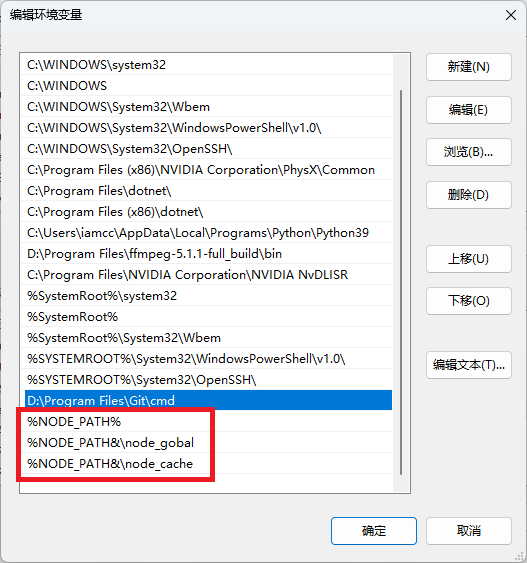 编辑环境变量
C:\WINDOWS\system32
C:\WINDOWS
C:\WINDOWS\System32\Wbem
C:\WINDOWS\System32\WindowsPowerShell\v1.0\
C:\WINDOWS\System32\OpenSSH\
C:\Program Files (x86)\NVIDIA Corporation\PhysX\Common
C:\Program Files\dotnet\
C:\Program Files (x86)\dotnet\
C:\Users\iamcc\AppData\Local\Programs\Python\Python39
D:\Program Files\ffmpeg-5.1.1-full_build\bin
C:\Program Files\NVIDIA Corporation\NVIDIA NvDLISR
%SystemRoot%\system32
%SystemRoot%
%SystemRoot%\System32\Wbem
%SYSTEMROOT%\System32\WindowsPowerShell\v1.0\
%SYSTEMROOT%\System32\OpenSSH\
D:\Program Files\Git\cmd
%NODE_PATH%
%NODE_PATH&\node_gobal
%NODE_PATH&\node_cache
新建(N)
编辑(E)
浏览(B)...
删除(D)
上移(U)
下移(O)
编辑文本(T)...
确定
取消